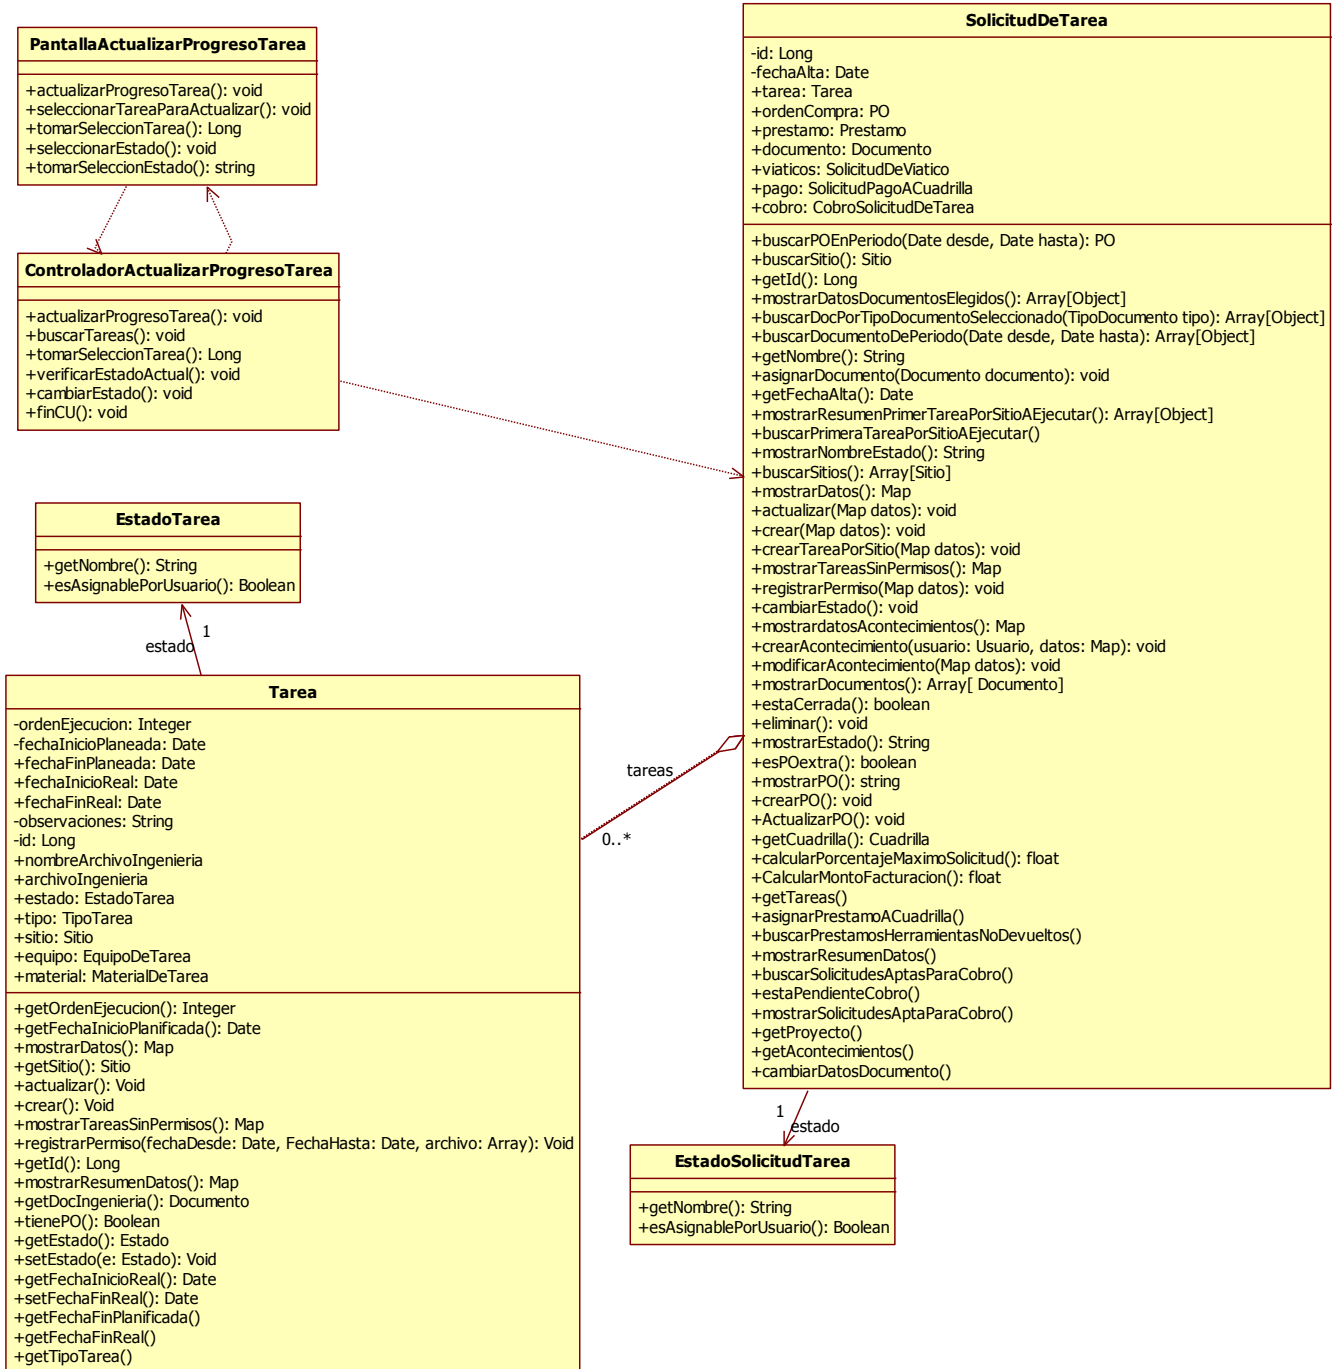 PantallaActualizarProgresoTarea
+actualizarProgresoTarea(): void
+seleccionarTareaParaActualizar(): void
+tomarSeleccionTarea(): Long
+seleccionarEstado(): void
+tomarSeleccionEstado(): string
ControladorActualizarProgresoTarea
+actualizarProgresoTarea(): void
+buscarTareas(): void
+tomarSeleccionTarea(): Long
+verificarEstadoActual(): void
+cambiarEstado(): void
+finCU(): void
EstadoTarea
+getNombre(): String
+esAsignablePorUsuario(): Boolean
1
estado
Tarea
-ordenEjecucion: Integer
-fechaInicioPlaneada: Date
+fechaFinPlaneada: Date
+fechaInicioReal: Date
+fechaFinReal: Date
-observaciones: String
-id: Long
+nombreArchivoIngenieria
+archivoIngenieria
+estado: EstadoTarea
+tipo: TipoTarea
+sitio: Sitio
+equipo: EquipoDeTarea
+material: MaterialDeTarea
+getOrdenEjecucion(): Integer
+getFechaInicioPlanificada(): Date
+mostrarDatos(): Map
+getSitio(): Sitio
+actualizar(): Void
+crear(): Void
+mostrarTareasSinPermisos(): Map
+registrarPermiso(fechaDesde: Date, FechaHasta: Date, archivo: Array): Void
+getId(): Long
+mostrarResumenDatos(): Map
+getDocIngenieria(): Documento
+tienePO(): Boolean
+getEstado(): Estado
+setEstado(e: Estado): Void
+getFechaInicioReal(): Date
+setFechaFinReal(): Date
+getFechaFinPlanificada()
+getFechaFinReal()
+getTipoTarea()
tareas
0..*
SolicitudDeTarea
-id: Long
-fechaAlta: Date
+tarea: Tarea
+ordenCompra: PO
+prestamo: Prestamo
+documento: Documento
+viaticos: SolicitudDeViatico
+pago: SolicitudPagoACuadrilla
+cobro: CobroSolicitudDeTarea
+buscarPOEnPeriodo(Date desde, Date hasta): PO
+buscarSitio(): Sitio
+getId(): Long
+mostrarDatosDocumentosElegidos(): Array[Object]
+buscarDocPorTipoDocumentoSeleccionado(TipoDocumento tipo): Array[Object]
+buscarDocumentoDePeriodo(Date desde, Date hasta): Array[Object]
+getNombre(): String
+asignarDocumento(Documento documento): void
+getFechaAlta(): Date
+mostrarResumenPrimerTareaPorSitioAEjecutar(): Array[Object]
+buscarPrimeraTareaPorSitioAEjecutar()
+mostrarNombreEstado(): String
+buscarSitios(): Array[Sitio]
+mostrarDatos(): Map
+actualizar(Map datos): void
+crear(Map datos): void
+crearTareaPorSitio(Map datos): void
+mostrarTareasSinPermisos(): Map
+registrarPermiso(Map datos): void
+cambiarEstado(): void
+mostrardatosAcontecimientos(): Map
+crearAcontecimiento(usuario: Usuario, datos: Map): void
+modificarAcontecimiento(Map datos): void
+mostrarDocumentos(): Array[ Documento]
+estaCerrada(): boolean
+eliminar(): void
+mostrarEstado(): String
+esPOextra(): boolean
+mostrarPO(): string
+crearPO(): void
+ActualizarPO(): void
+getCuadrilla(): Cuadrilla
+calcularPorcentajeMaximoSolicitud(): float
+CalcularMontoFacturacion(): float
+getTareas()
+asignarPrestamoACuadrilla()
+buscarPrestamosHerramientasNoDevueltos()
+mostrarResumenDatos()
+buscarSolicitudesAptasParaCobro()
+estaPendienteCobro()
+mostrarSolicitudesAptaParaCobro()
+getProyecto()
+getAcontecimientos()
+cambiarDatosDocumento()
1
estado
EstadoSolicitudTarea
+getNombre(): String
+esAsignablePorUsuario(): Boolean